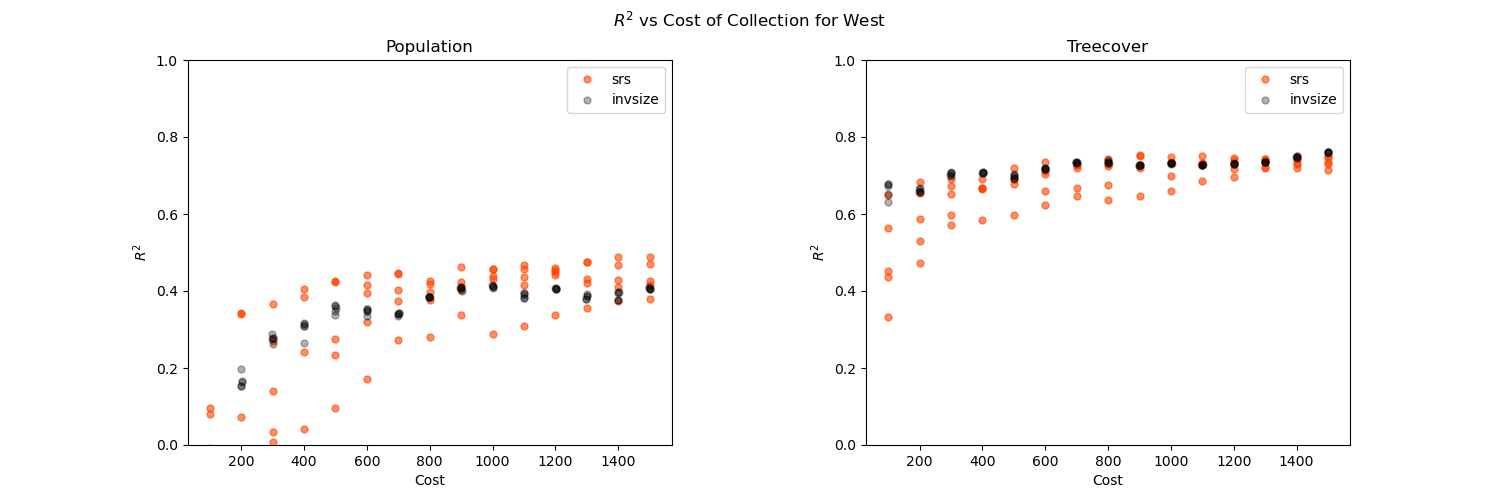 R² vs Cost of Collection for West
Population
1.0
0.8
0.6
0.4
0.2
0.0
R²
200 400 600 800 1000 1200 1400
Cost
srs
invsize
Treecover
1.0
0.8
0.6
0.4
0.2
0.0
R²
200 400 600 800 1000 1200 1400
Cost
srs
invsize